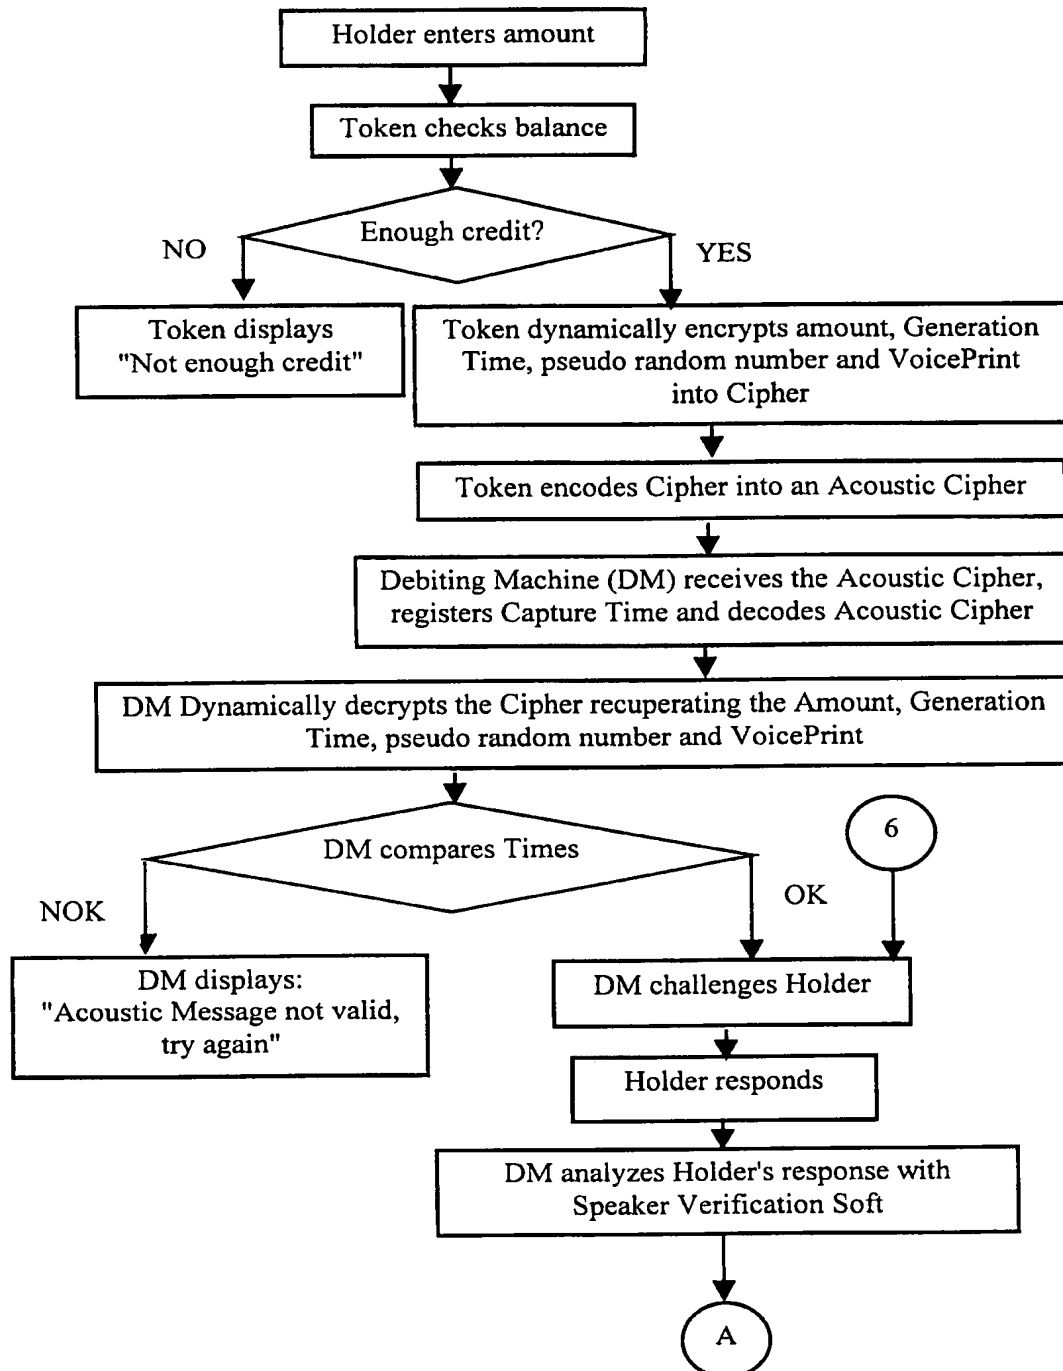 Holder enters amount
Token checks balance
Enough credit?
NO
YES
Token displays
"Not enough credit"
Token dynamically encrypts amount, Generation
Time, pseudo random number and VoicePrint
into Cipher
Token encodes Cipher into an Acoustic Cipher
Debiting Machine (DM) receives the Acoustic Cipher,
registers Capture Time and decodes Acoustic Cipher
DM Dynamically decrypts the Cipher recuperating the Amount, Generation
Time, pseudo random number and VoicePrint
6
DM compares Times
NOK
OK
DM displays:
"Acoustic Message not valid,
try again"
DM challenges Holder
Holder responds
DM analyzes Holder's response with
Speaker Verification Soft
A